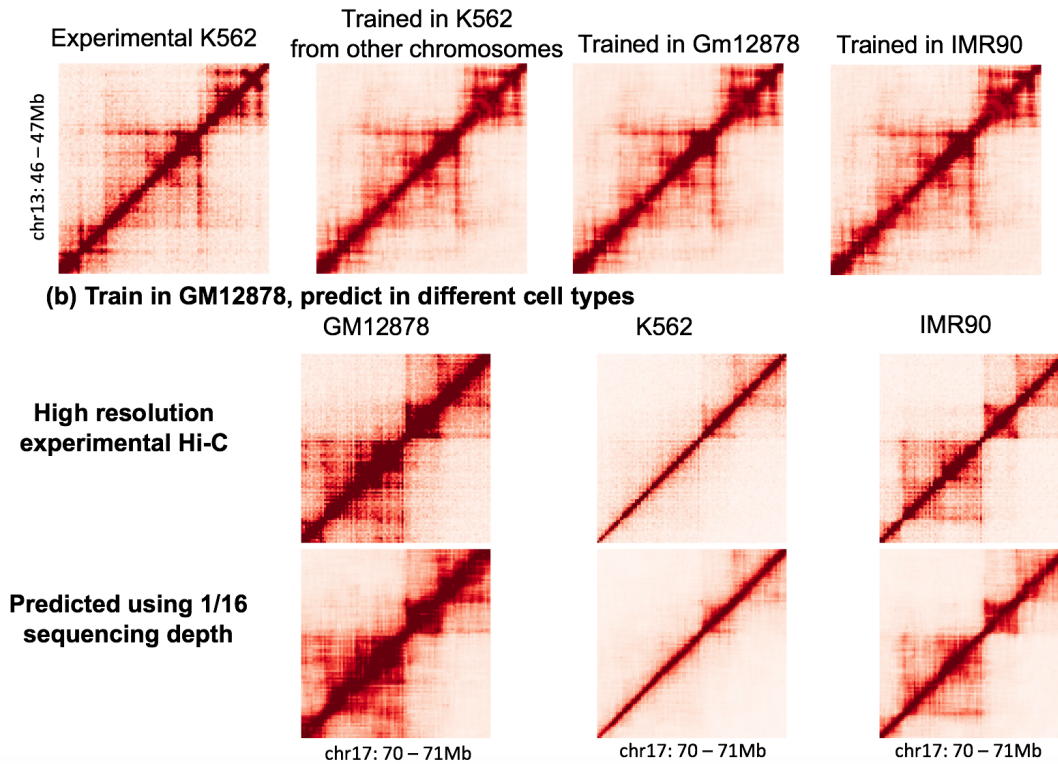 Experimental K562
Trained in K562
from other chromosomes
Trained in Gm12878
Trained in IMR90
chr13: 46 – 47Mb
(b) Train in GM12878, predict in different cell types
GM12878
K562
IMR90
High resolution
experimental Hi-C
Predicted using 1/16
sequencing depth
chr17: 70 – 71Mb
chr17: 70 – 71Mb
chr17: 70 – 71Mb